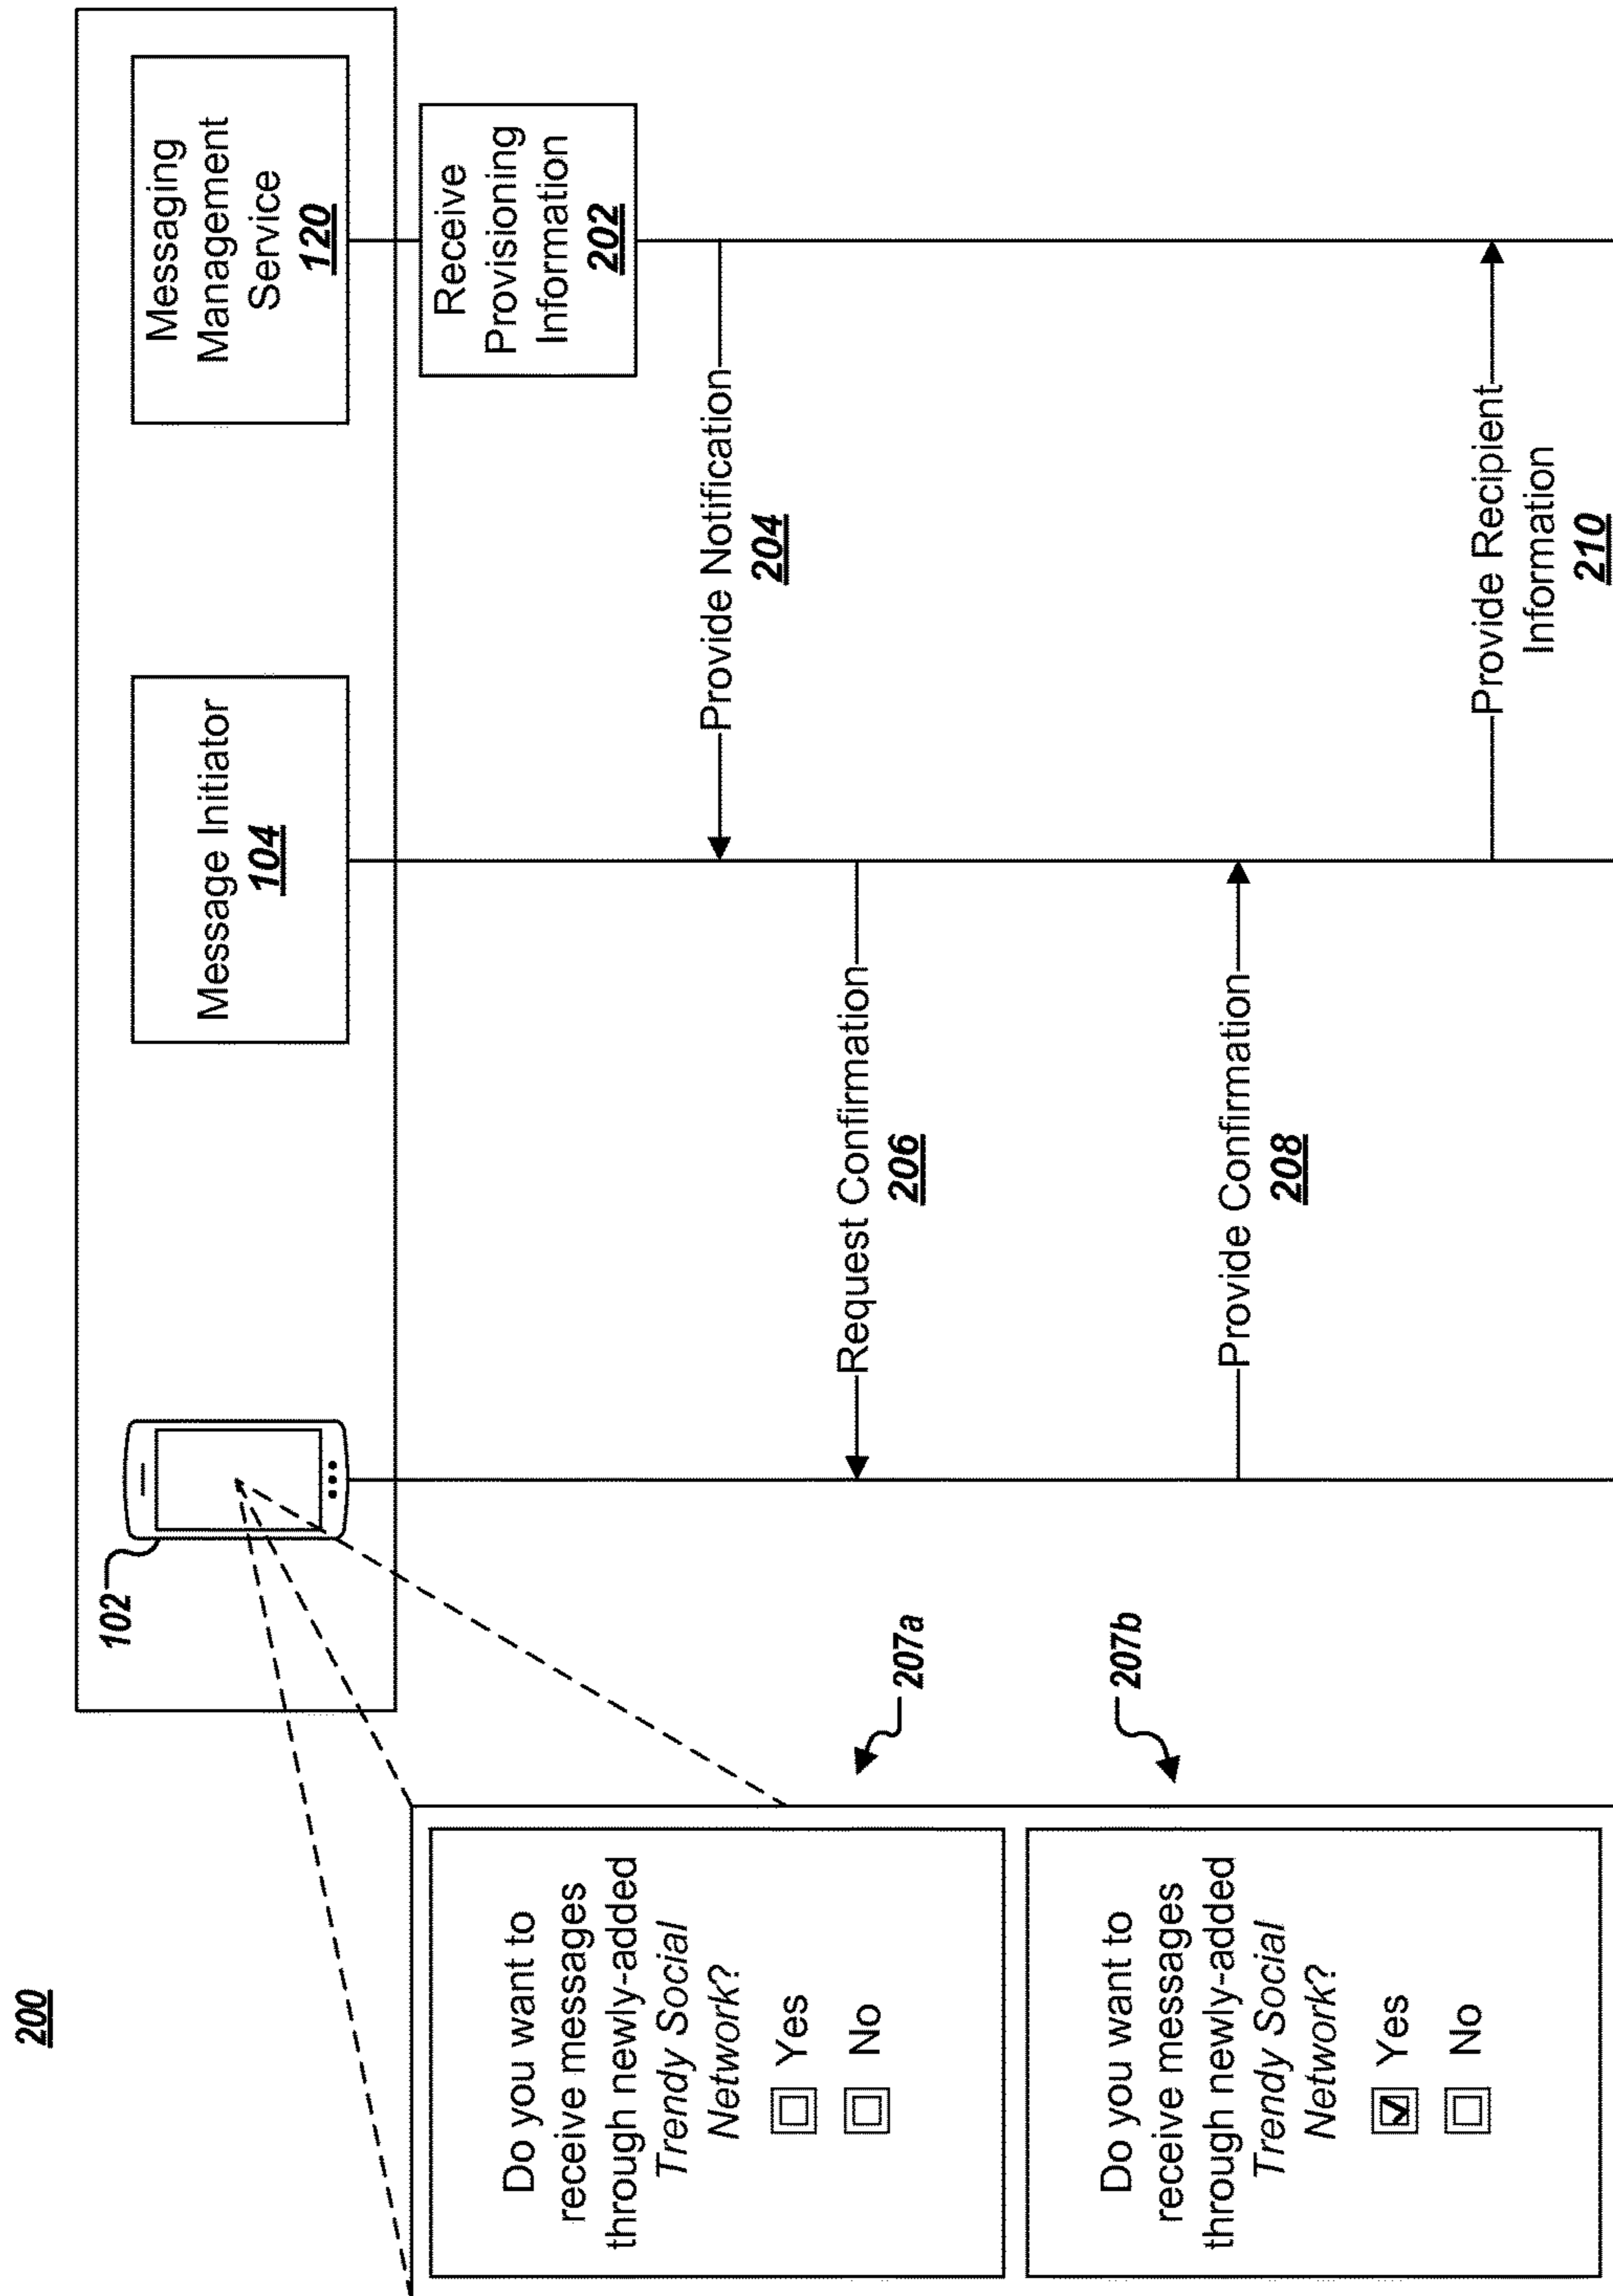 200
102
Message Initiator
104
Messaging
Management
Service
120
Receive
Provisioning
Information
202
Provide Notification
204
Request Confirmation
206
207a
Do you want to
receive messages
through newly-added
Trendy Social
Network?
Yes
No
Provide Confirmation
208
207b
Do you want to
receive messages
through newly-added
Trendy Social
Network?
Yes
No
Provide Recipient
Information
210